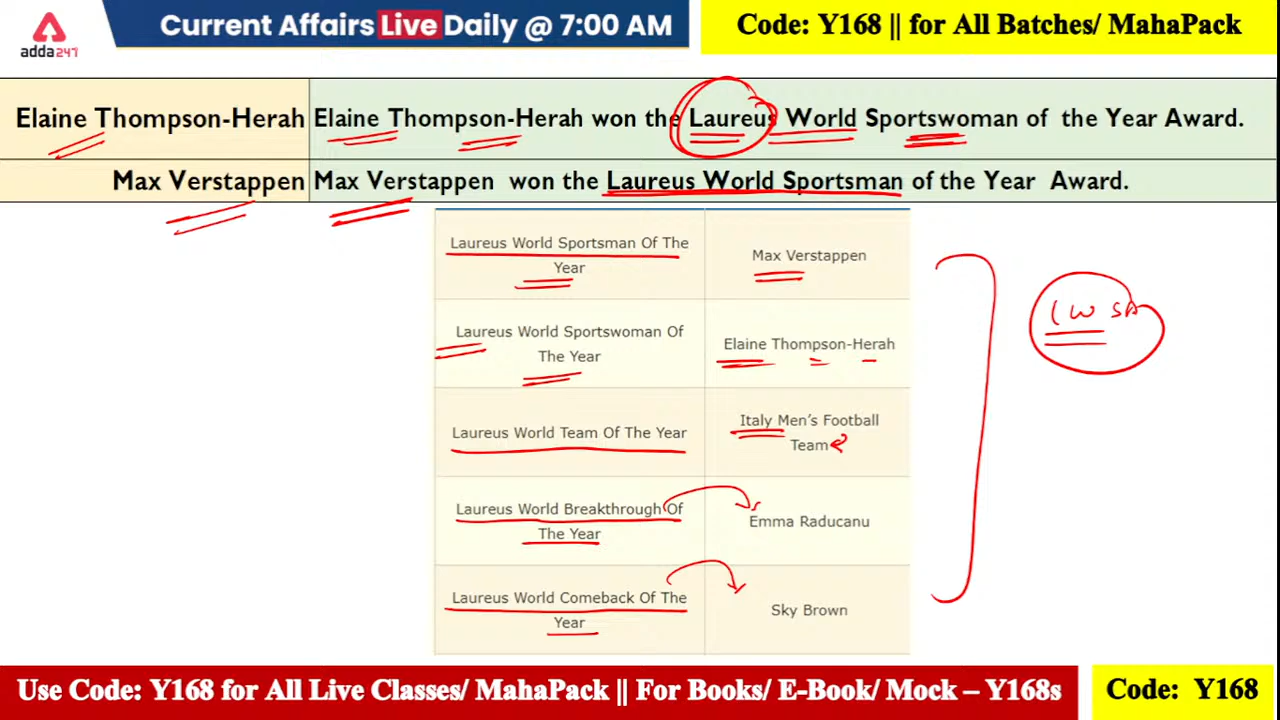 Current Affairs Live Daily @ 7:00 AM
Code: Y168 || for All Batches/ MahaPack
adda247
Elaine Thompson-Herah Elaine Thompson-Herah won the Laureus World Sportswoman of the Year Award.
Max Verstappen Max Verstappen won the Laureus World Sportsman of the Year Award.
Laureus World Sportsman Of The
Year
Max Verstappen
Laureus World Sportswoman Of
The Year
Elaine Thompson-Herah
Laureus World Team Of The Year
Italy Men's Football
Team
Laureus World Breakthrough Of
The Year
Emma Raducanu
Laureus World Comeback Of The
Year
Sky Brown
Use Code: Y168 for All Live Classes/ MahaPack || For Books/ E-Book/ Mock – Y168s
Code: Y168